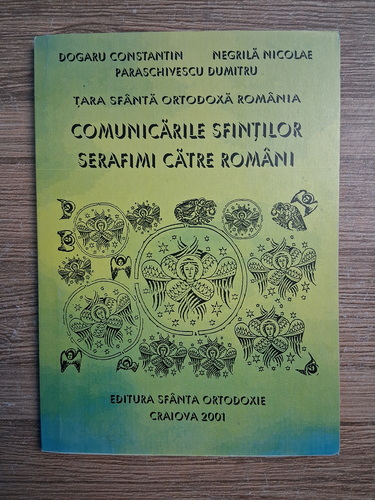 DOGARU CONSTANTIN NEGRILĂ NICOLAE
PARASCHIVESCU DUMITRU
ȚARA SFÂNTĂ ORTODOXĂ ROMÂNIA
COMUNICĂRILE SFINȚILOR
SERAFIMI CĂTRE ROMÂNI
EDITURA SFÂNTA ORTODOXIE
CRAIOVA 2001